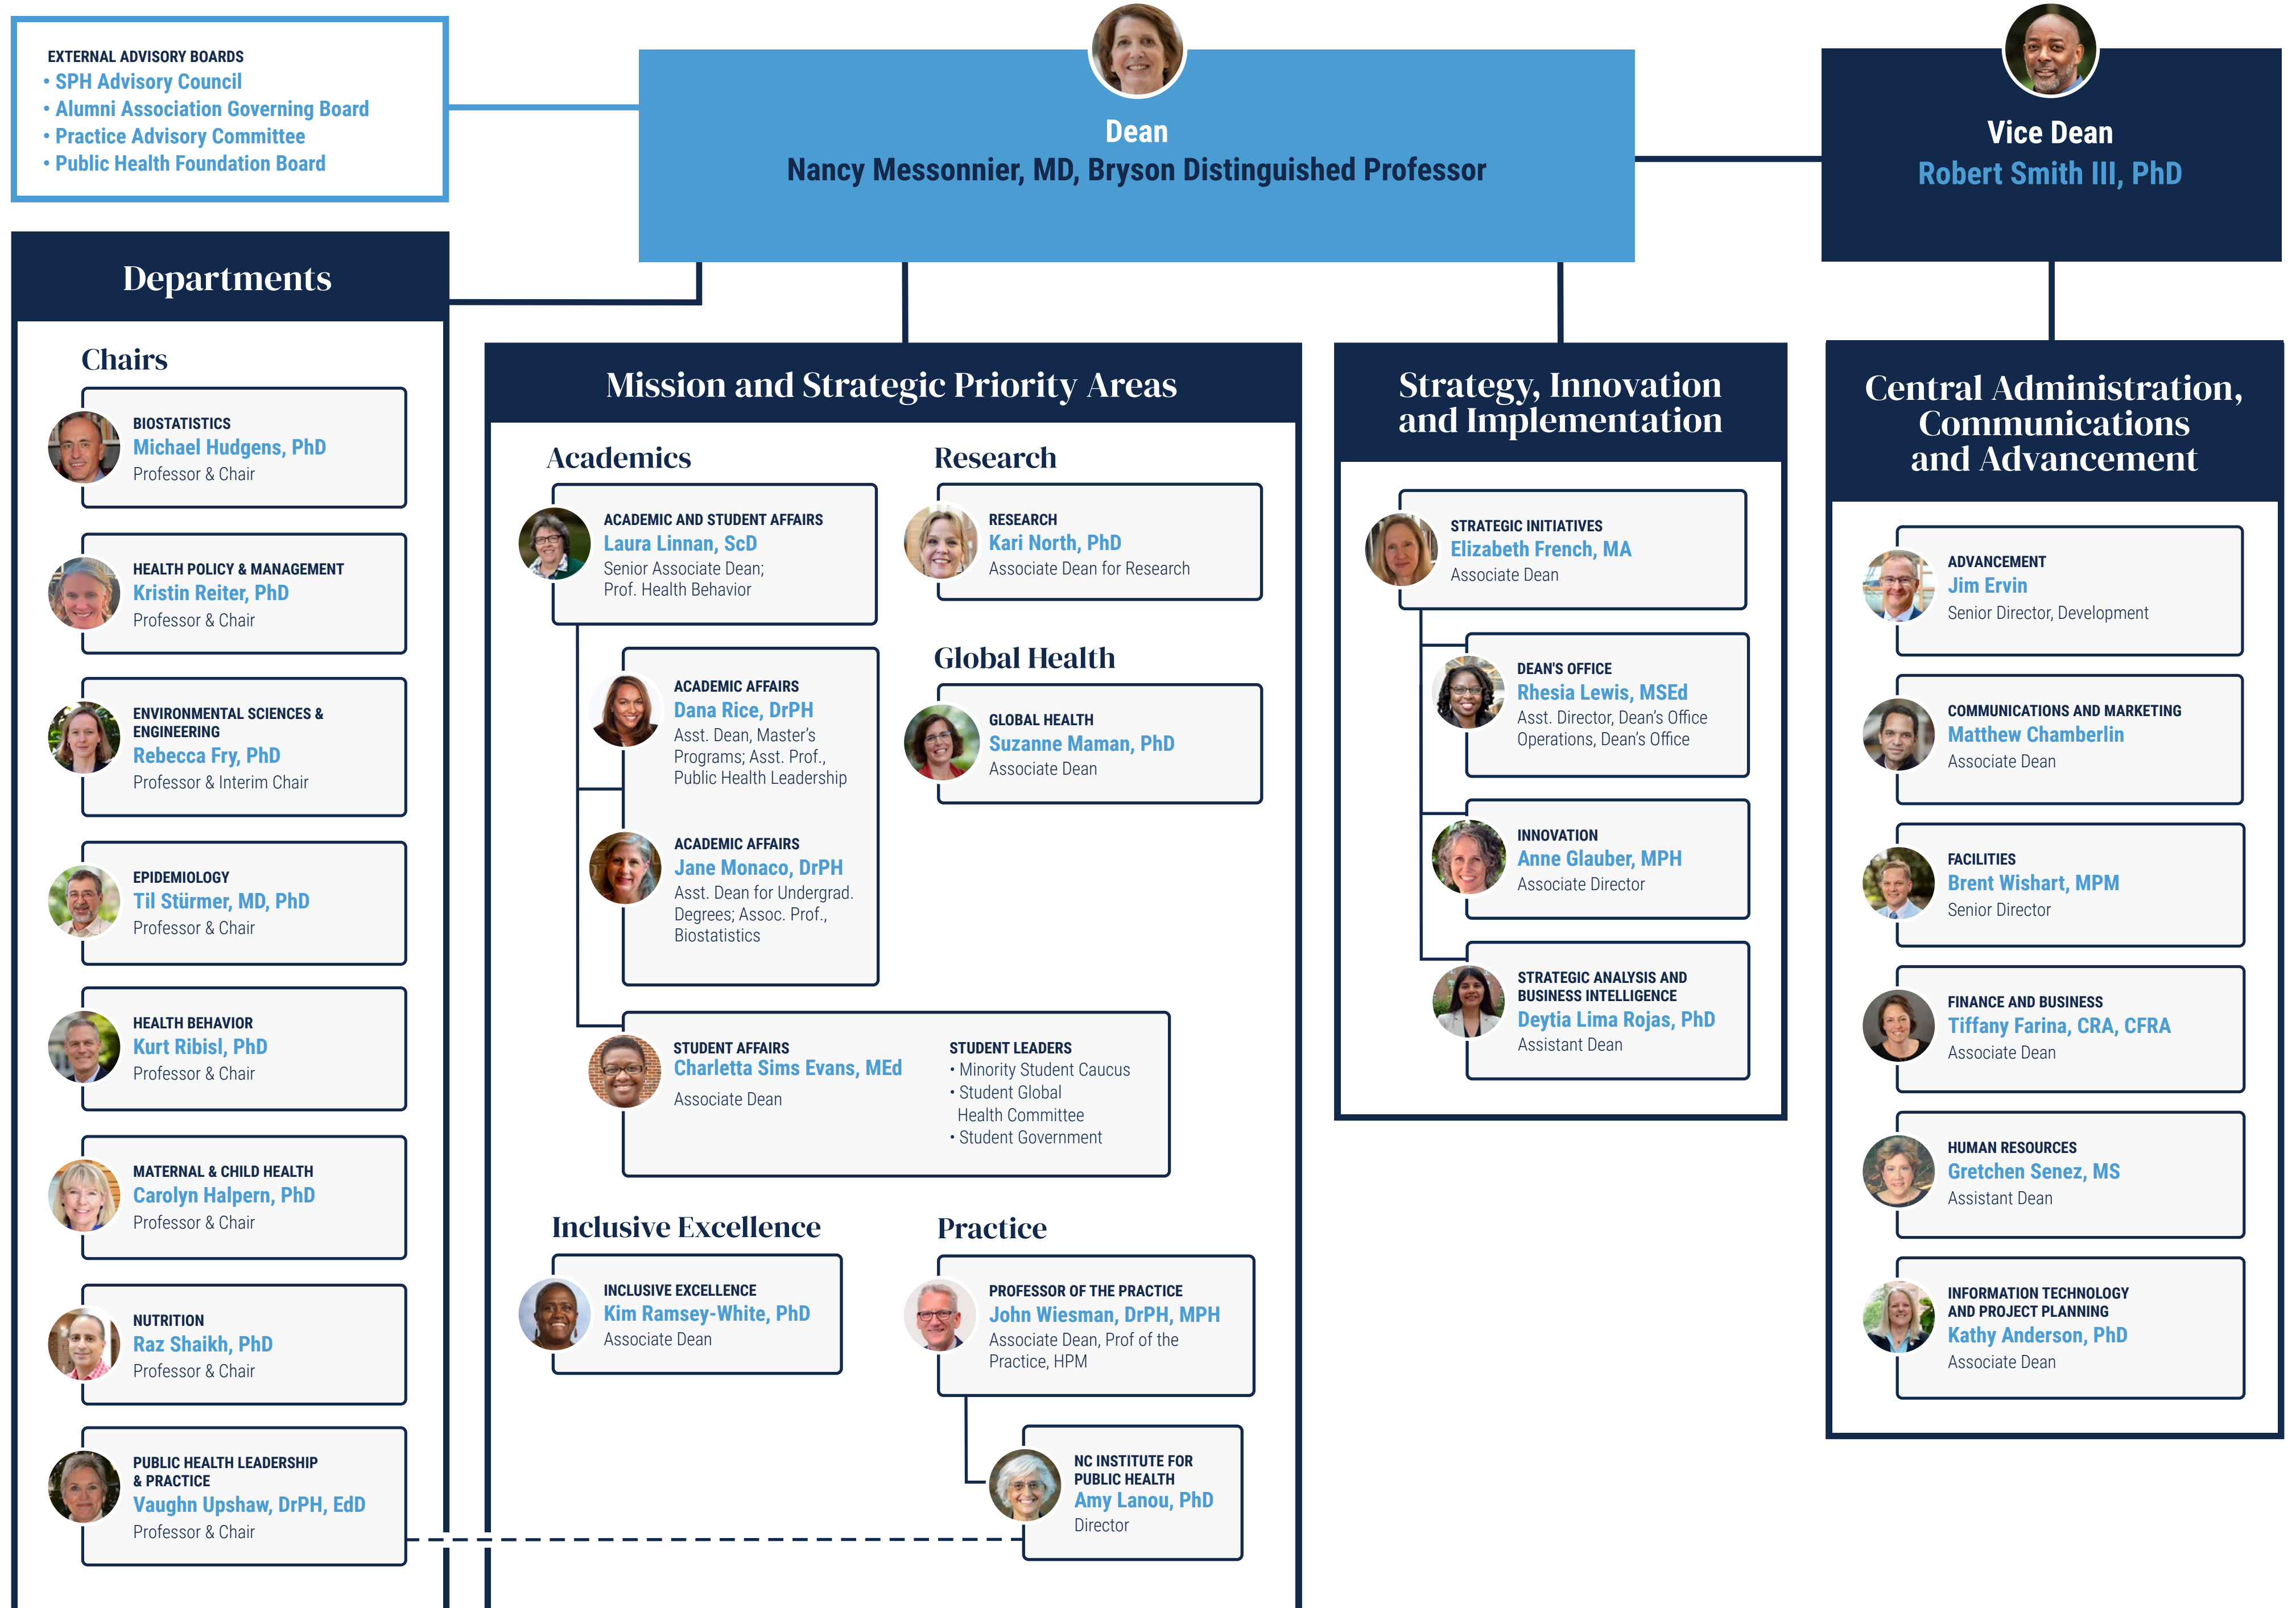 EXTERNAL ADVISORY BOARDS
• SPH Advisory Council
• Alumni Association Governing Board
• Practice Advisory Committee
• Public Health Foundation Board
Dean
Nancy Messonnier, MD, Bryson Distinguished Professor
Vice Dean
Robert Smith III, PhD
Departments
Chairs
BIOSTATISTICS
Michael Hudgens, PhD
Professor & Chair
HEALTH POLICY & MANAGEMENT
Kristin Reiter, PhD
Professor & Chair
ENVIRONMENTAL SCIENCES &
ENGINEERING
Rebecca Fry, PhD
Professor & Interim Chair
EPIDEMIOLOGY
Til Stürmer, MD, PhD
Professor & Chair
HEALTH BEHAVIOR
Kurt Ribisl, PhD
Professor & Chair
MATERNAL & CHILD HEALTH
Carolyn Halpern, PhD
Professor & Chair
NUTRITION
Raz Shaikh, PhD
Professor & Chair
PUBLIC HEALTH LEADERSHIP
& PRACTICE
Vaughn Upshaw, DrPH, EdD
Professor & Chair
Mission and Strategic Priority Areas
Academics
ACADEMIC AND STUDENT AFFAIRS
Laura Linnan, ScD
Senior Associate Dean;
Prof. Health Behavior
ACADEMIC AFFAIRS
Dana Rice, DrPH
Asst. Dean, Master’s
Programs; Asst. Prof.,
Public Health Leadership
ACADEMIC AFFAIRS
Jane Monaco, DrPH
Asst. Dean for Undergrad.
Degrees; Assoc. Prof.,
Biostatistics
STUDENT AFFAIRS
Charletta Sims Evans, MEd
Associate Dean
STUDENT LEADERS
• Minority Student Caucus
• Student Global
Health Committee
• Student Government
Research
RESEARCH
Kari North, PhD
Associate Dean for Research
Global Health
GLOBAL HEALTH
Suzanne Maman, PhD
Associate Dean
Inclusive Excellence
INCLUSIVE EXCELLENCE
Kim Ramsey-White, PhD
Associate Dean
Practice
PROFESSOR OF THE PRACTICE
John Wiesman, DrPH, MPH
Associate Dean, Prof of the
Practice, HPM
NC INSTITUTE FOR
PUBLIC HEALTH
Amy Lanou, PhD
Director
Strategy, Innovation
and Implementation
STRATEGIC INITIATIVES
Elizabeth French, MA
Associate Dean
DEAN'S OFFICE
Rhesia Lewis, MSEd
Asst. Director, Dean’s Office
Operations, Dean’s Office
INNOVATION
Anne Glauber, MPH
Associate Director
STRATEGIC ANALYSIS AND
BUSINESS INTELLIGENCE
Deytia Lima Rojas, PhD
Assistant Dean
Central Administration,
Communications
and Advancement
ADVANCEMENT
Jim Ervin
Senior Director, Development
COMMUNICATIONS AND MARKETING
Matthew Chamberlin
Associate Dean
FACILITIES
Brent Wishart, MPM
Senior Director
FINANCE AND BUSINESS
Tiffany Farina, CRA, CFRA
Associate Dean
HUMAN RESOURCES
Gretchen Senez, MS
Assistant Dean
INFORMATION TECHNOLOGY
AND PROJECT PLANNING
Kathy Anderson, PhD
Associate Dean